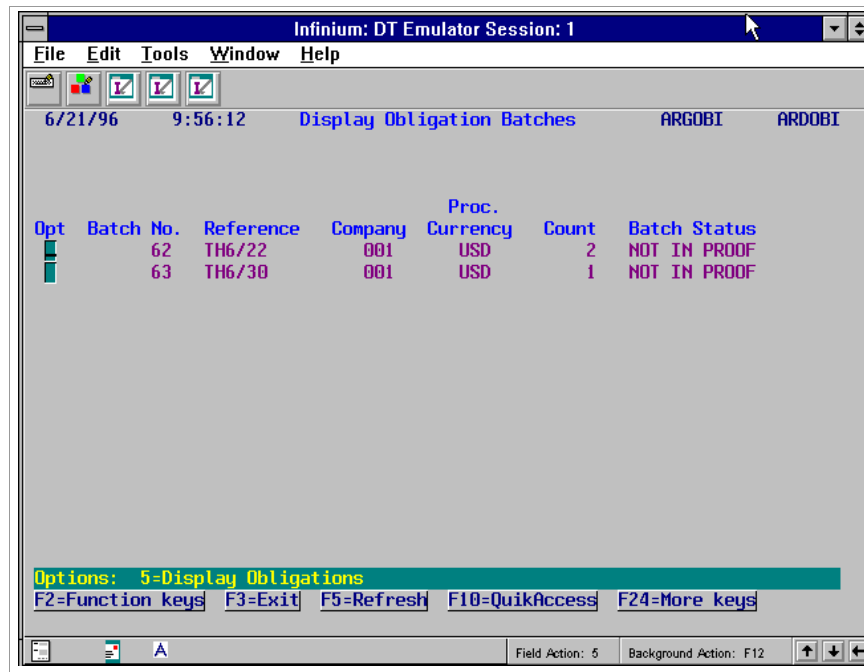 Infinium: DT Emulator Session: 1
File Edit Tools Window Help
6/21/96 9:56:12 Display Obligation Batches ARGOBI ARDOBI
Proc.
Opt Batch No. Reference Company Currency Count Batch Status
62 TH6/22 001 USD 2 NOT IN PROOF
63 TH6/30 001 USD 1 NOT IN PROOF
Options: 5=Display Obligations
F2=Function keys F3=Exit F5=Refresh F10=QuikAccess F24=More keys
A Field Action: 5 Background Action: F12